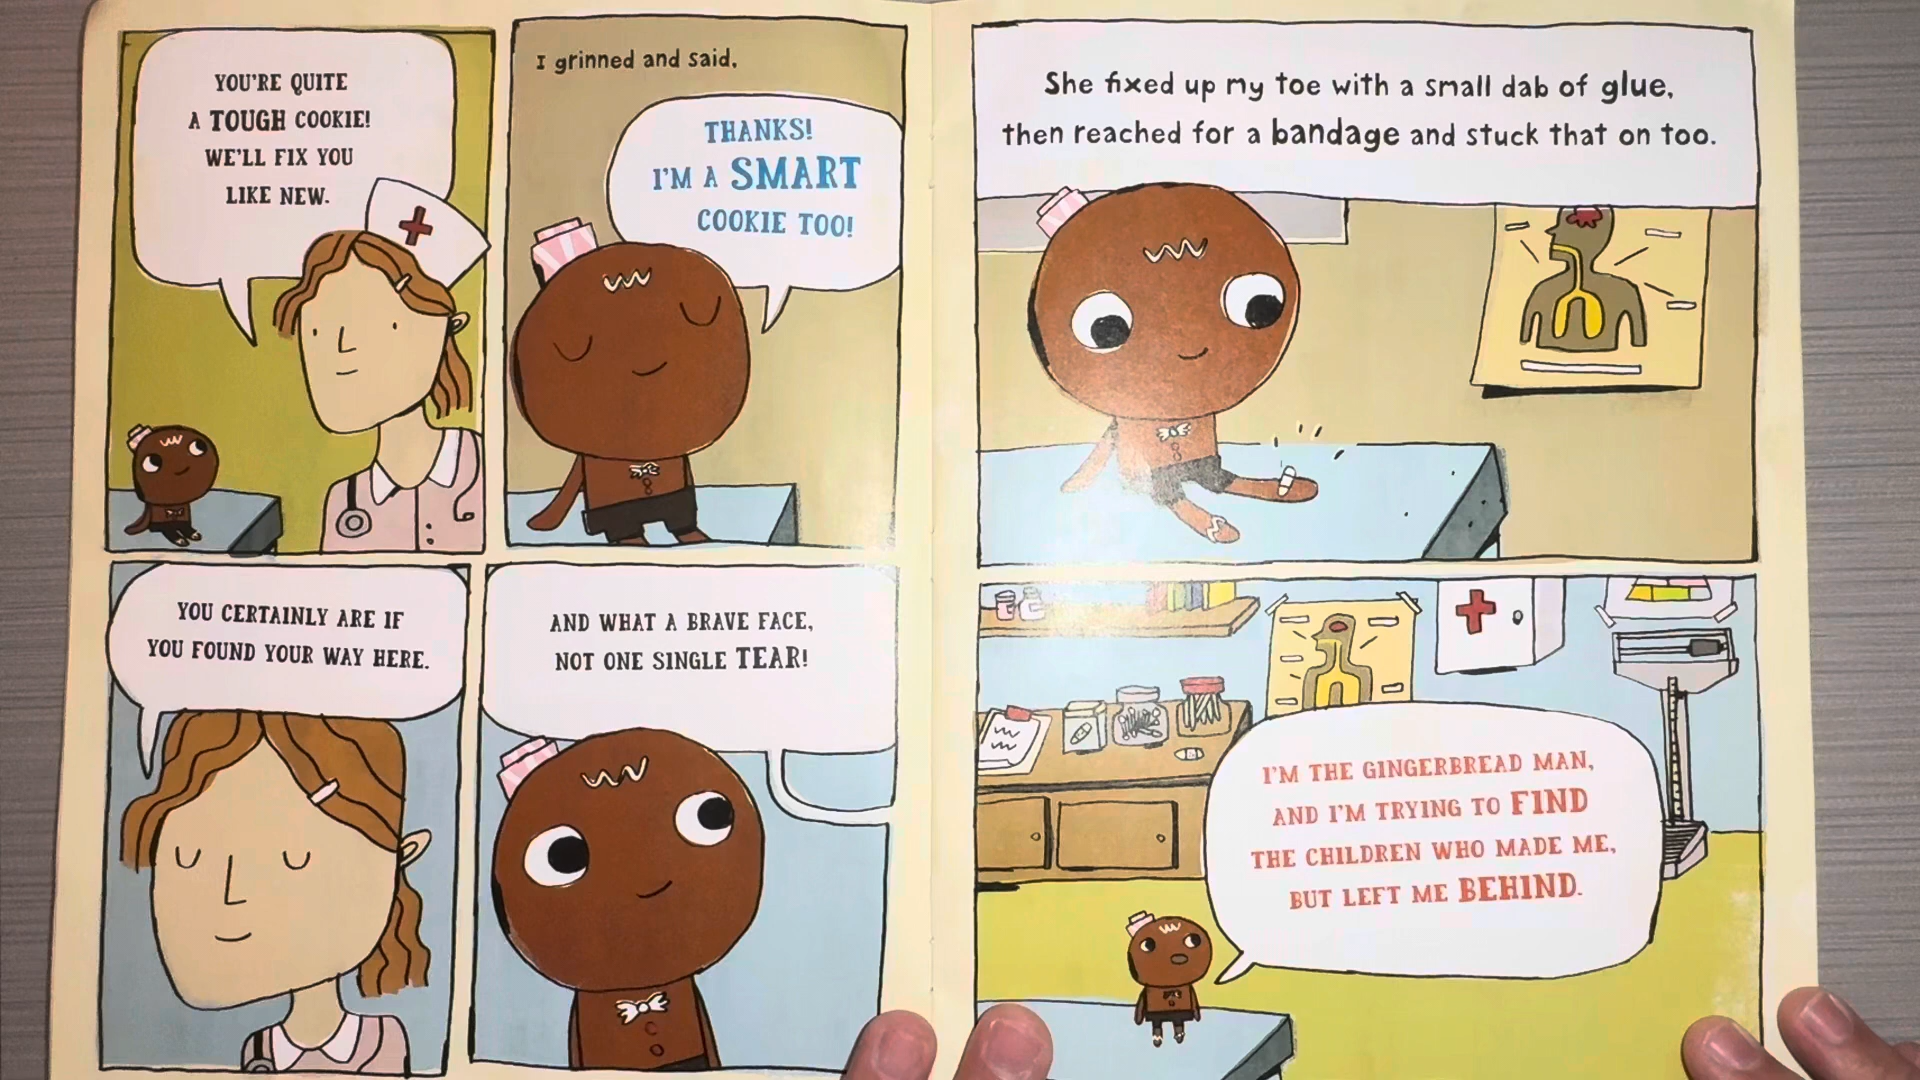 YOU'RE QUITE
A TOUGH COOKIE!
WE'LL FIX YOU
LIKE NEW.
I grinned and said,
THANKS!
I'M A SMART
COOKIE TOO!
YOU CERTAINLY ARE IF
YOU FOUND YOUR WAY HERE.
AND WHAT A BRAVE FACE,
NOT ONE SINGLE TEAR!
She fixed up my toe with a small dab of glue,
then reached for a bandage and stuck that on too.
I'M THE GINGERBREAD MAN,
AND I'M TRYING TO FIND
THE CHILDREN WHO MADE ME,
BUT LEFT ME BEHIND.